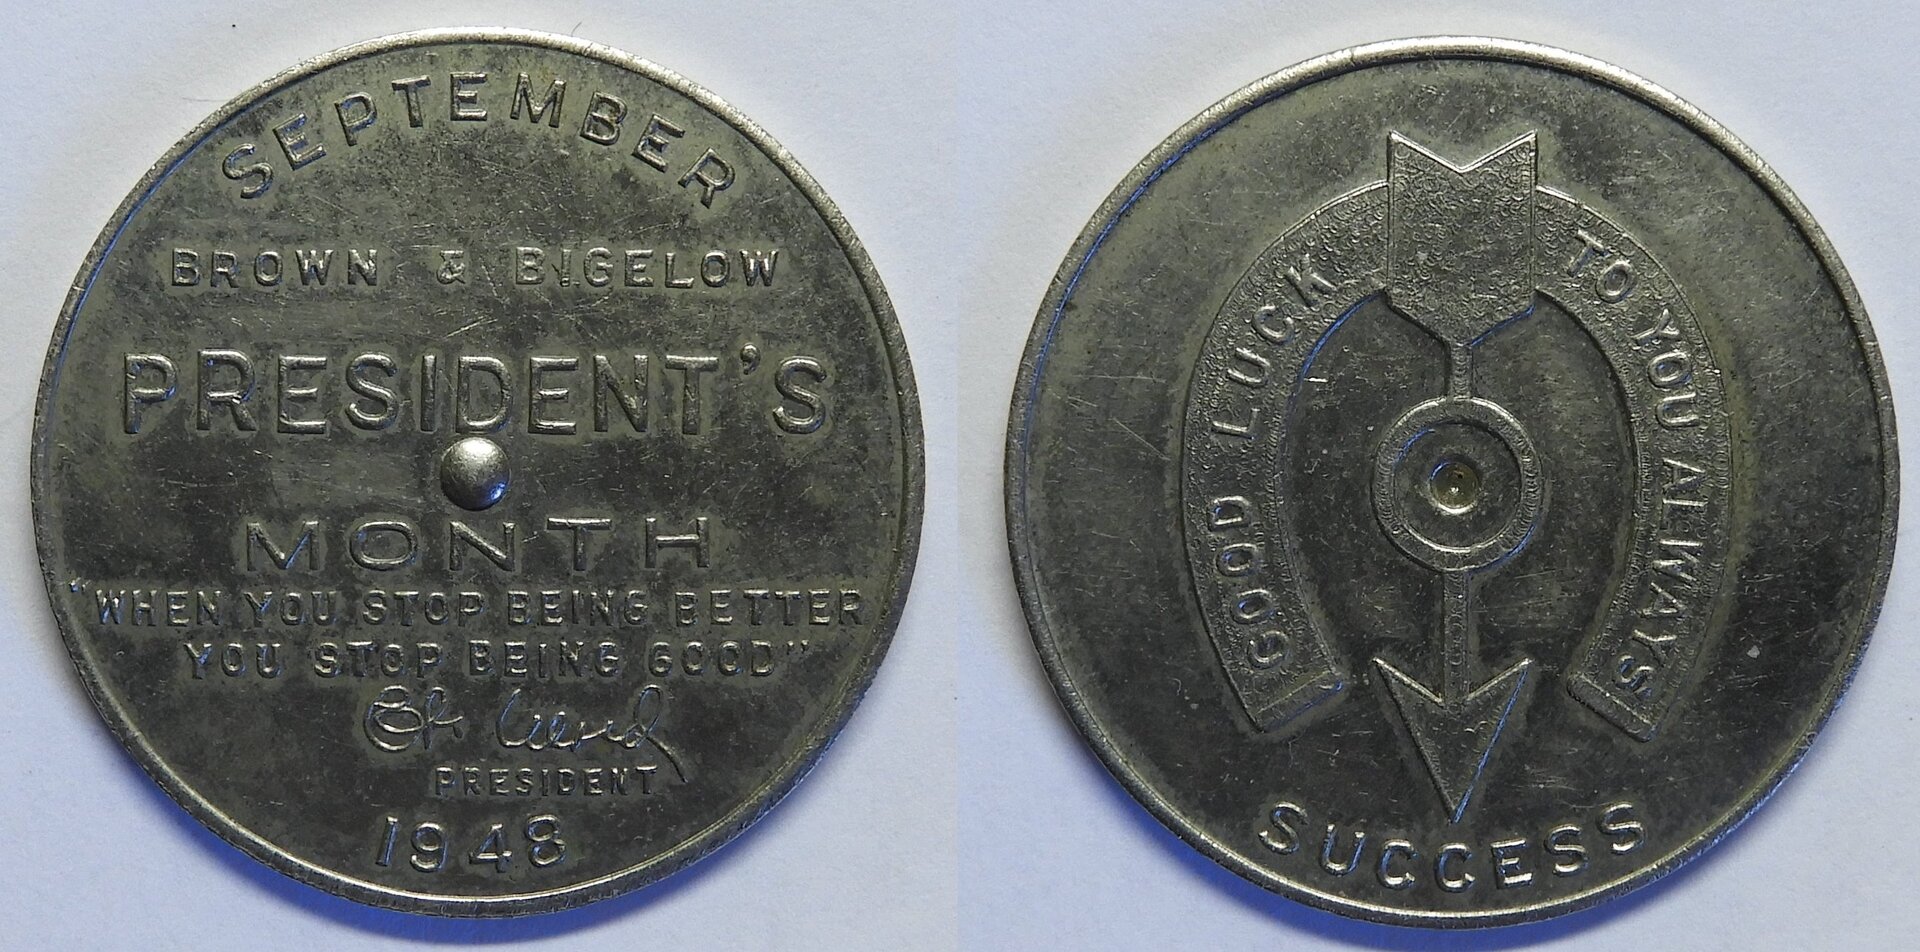 SEPTEMBER
BROWN & BIGELOW
PRESIDENT'S
MONTH
"WHEN YOU STOP BEING BETTER
YOU STOP BEING GOOD"
PRESIDENT
1948
GOOD LUCK TO YOU ALWAYS
SUCCESS